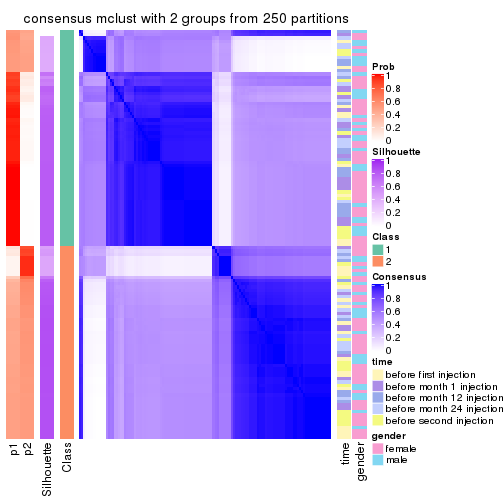 consensus mclust with 2 groups from 250 partitions
Prob
1
0.8
0.6
0.4
0.2
0
Silhouette
1
0.8
0.6
0.4
0.2
0
Class
1
2
Consensus
1
0.8
0.6
0.4
0.2
0
time
before first injection
before month 1 injection
before month 12 injection
before month 24 injection
before second injection
gender
female
male
p1
p2
Silhouette
Class
time
gender